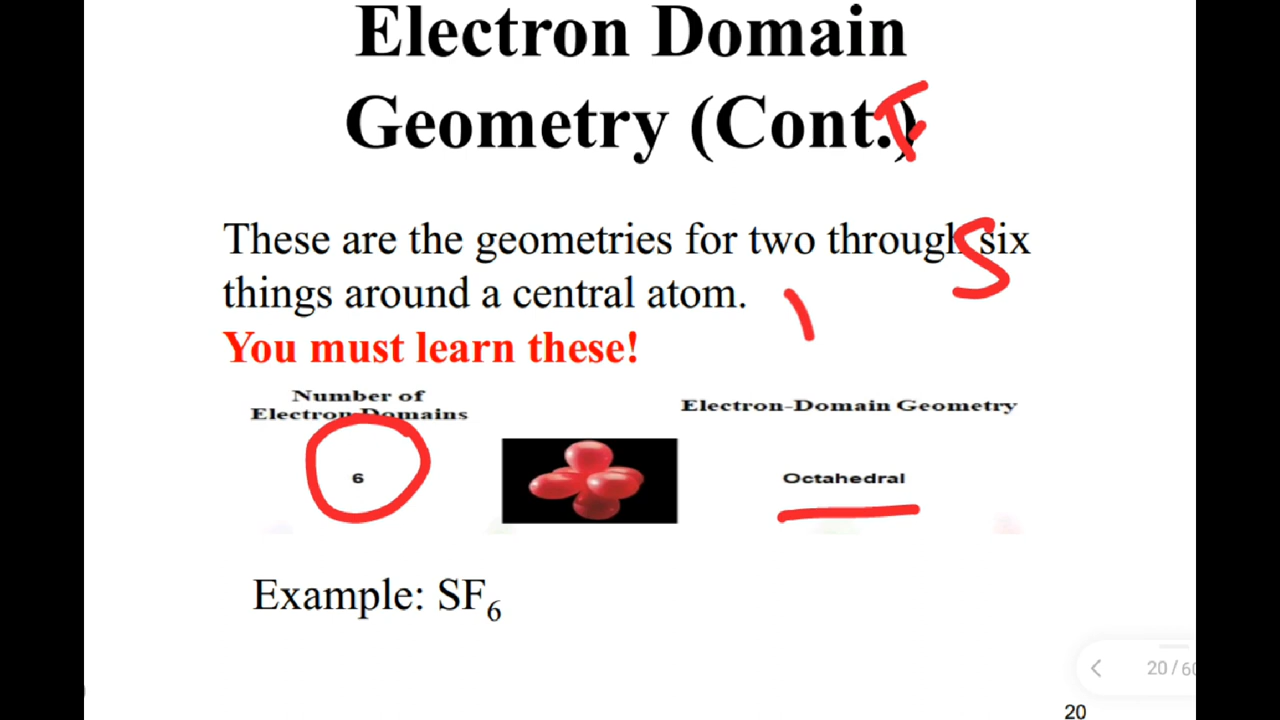 Electron Domain
Geometry (Cont.)
F
These are the geometries for two through six
S
things around a central atom.
You must learn these!
Number of
Electron Domains
Electron-Domain Geometry
6
Octahedral
Example: SF₆
20/60
20